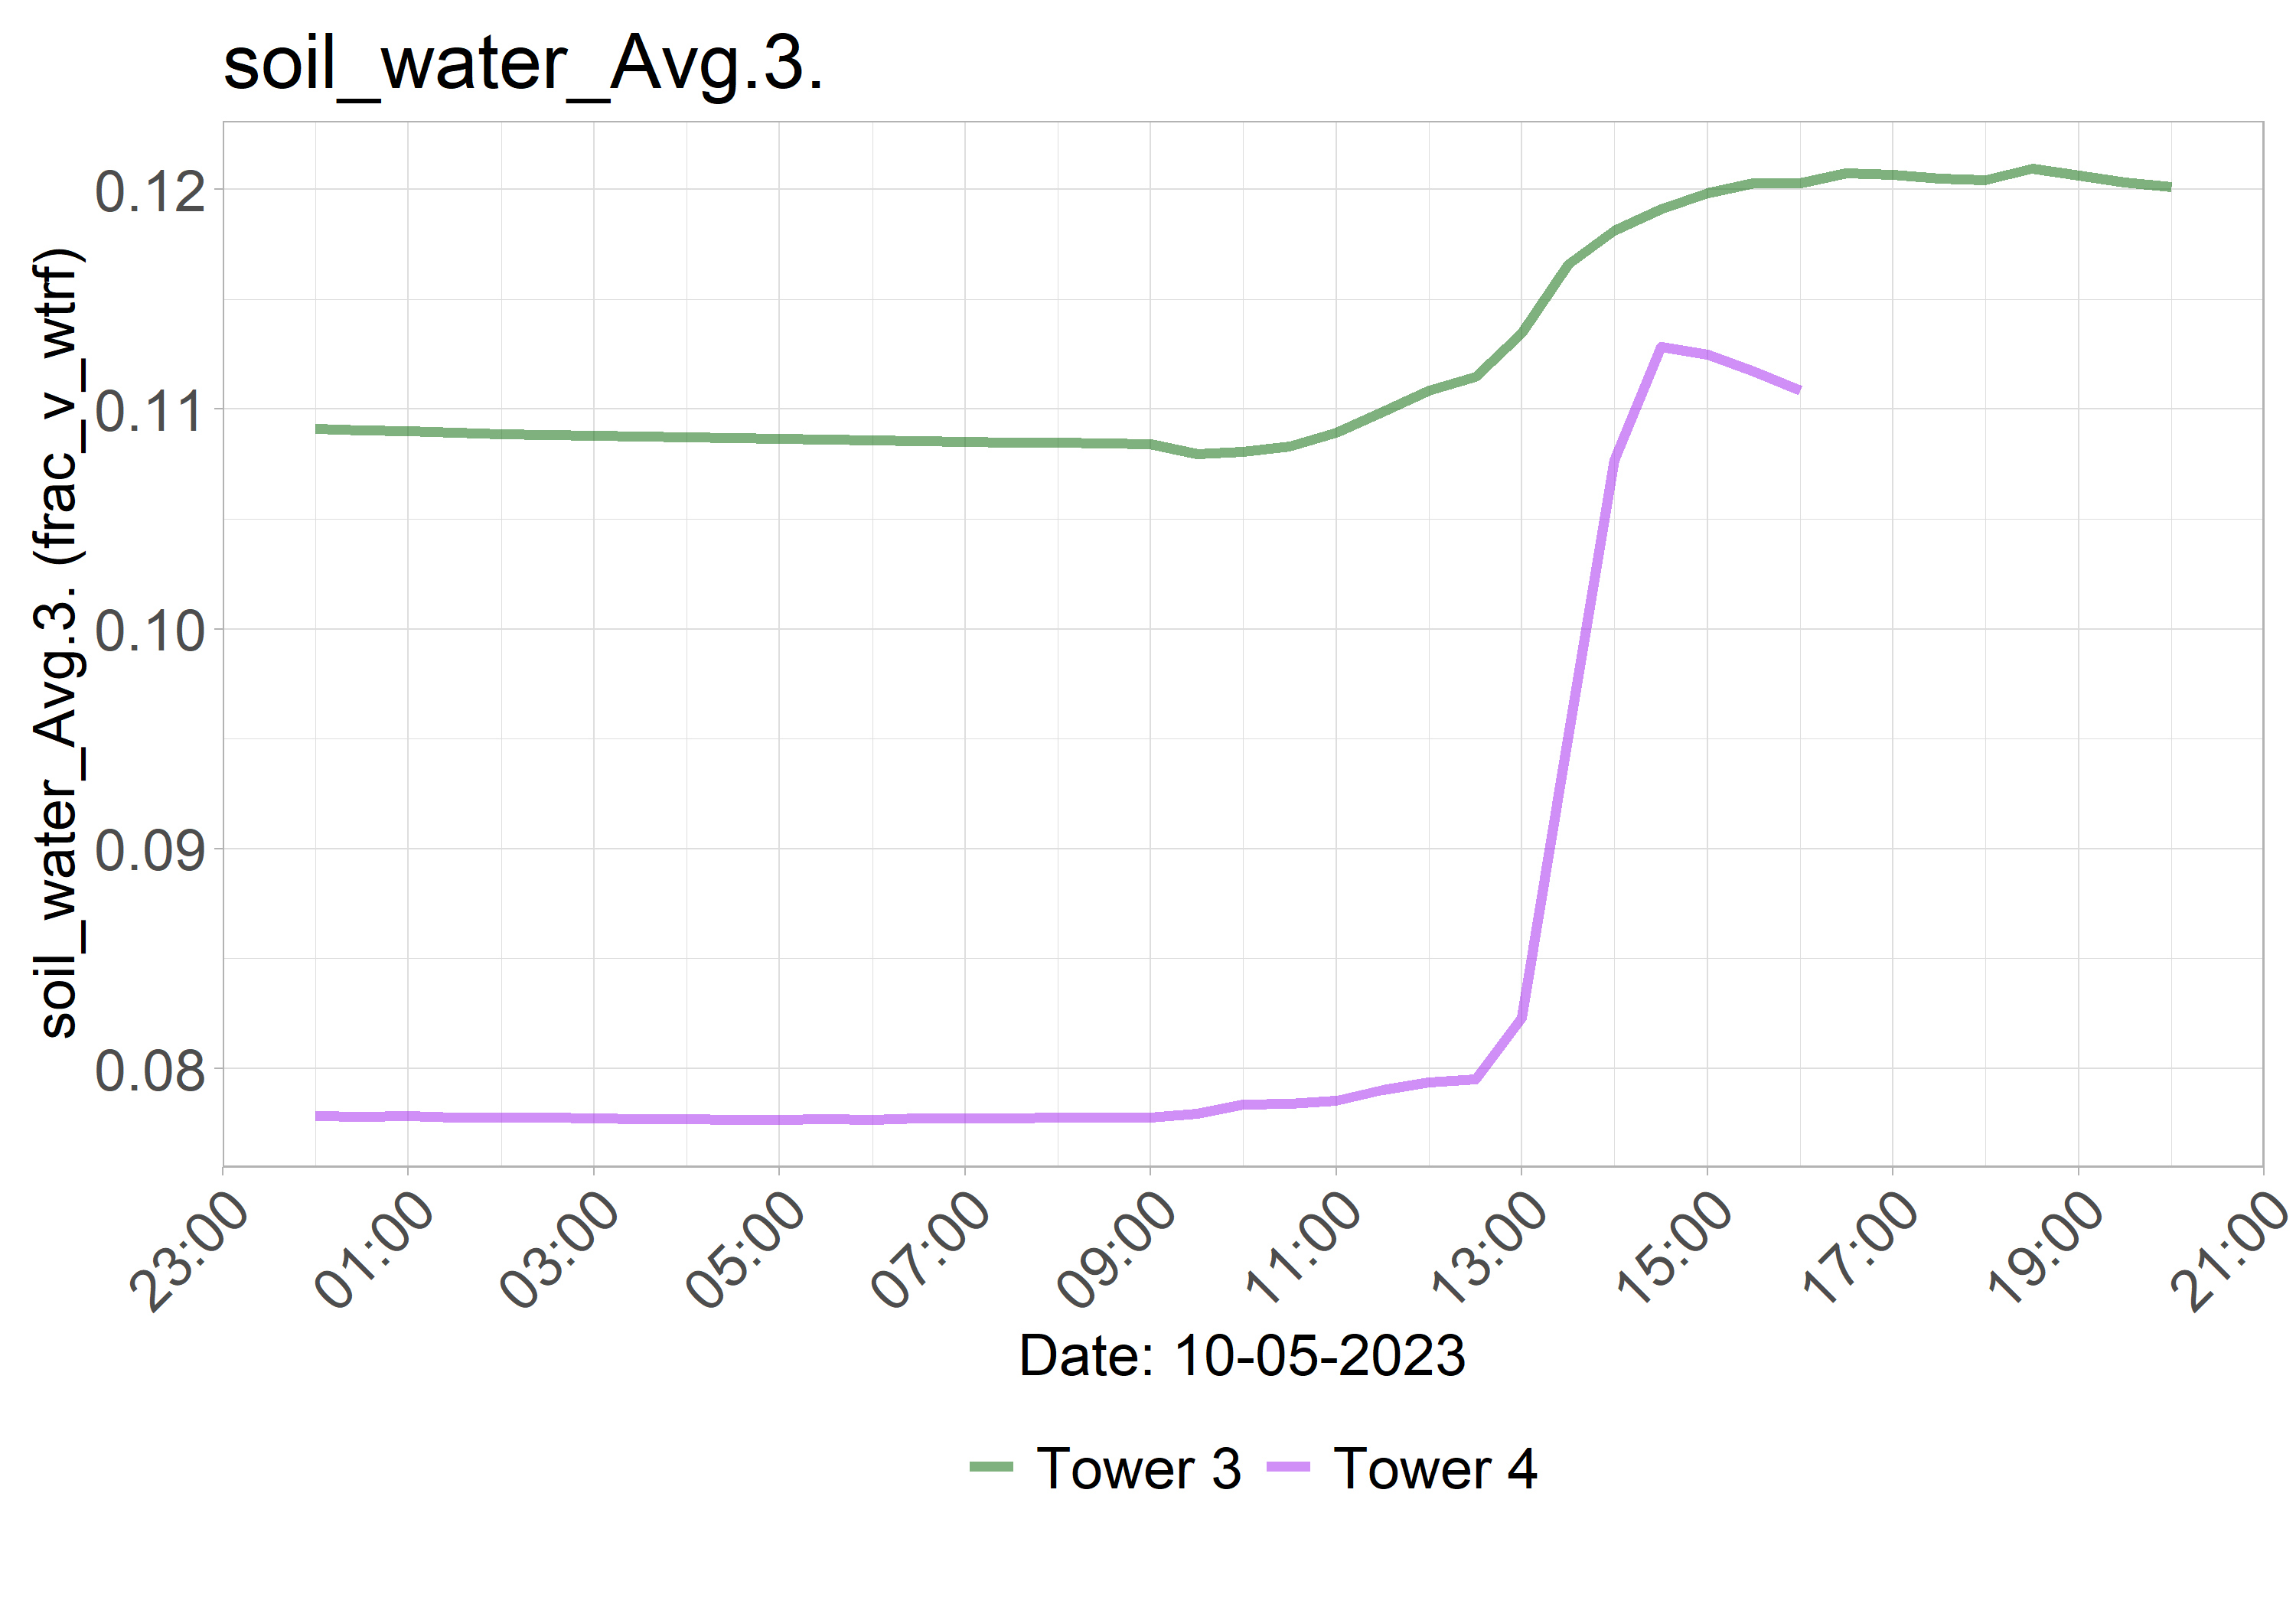 soil_water_Avg.3.
soil_water_Avg.3. (frac_v_wtrf)
0.12
0.11
0.10
0.09
0.08
23:00 01:00 03:00 05:00 07:00 09:00 11:00 13:00 15:00 17:00 19:00 21:00
Date: 10-05-2023
Tower 3 Tower 4